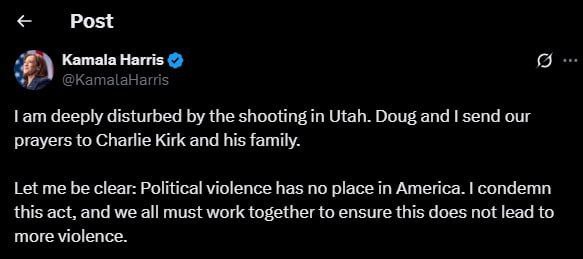 Post
Kamala Harris
@KamalaHarris
I am deeply disturbed by the shooting in Utah. Doug and I send our
prayers to Charlie Kirk and his family.
Let me be clear: Political violence has no place in America. I condemn
this act, and we all must work together to ensure this does not lead to
more violence.